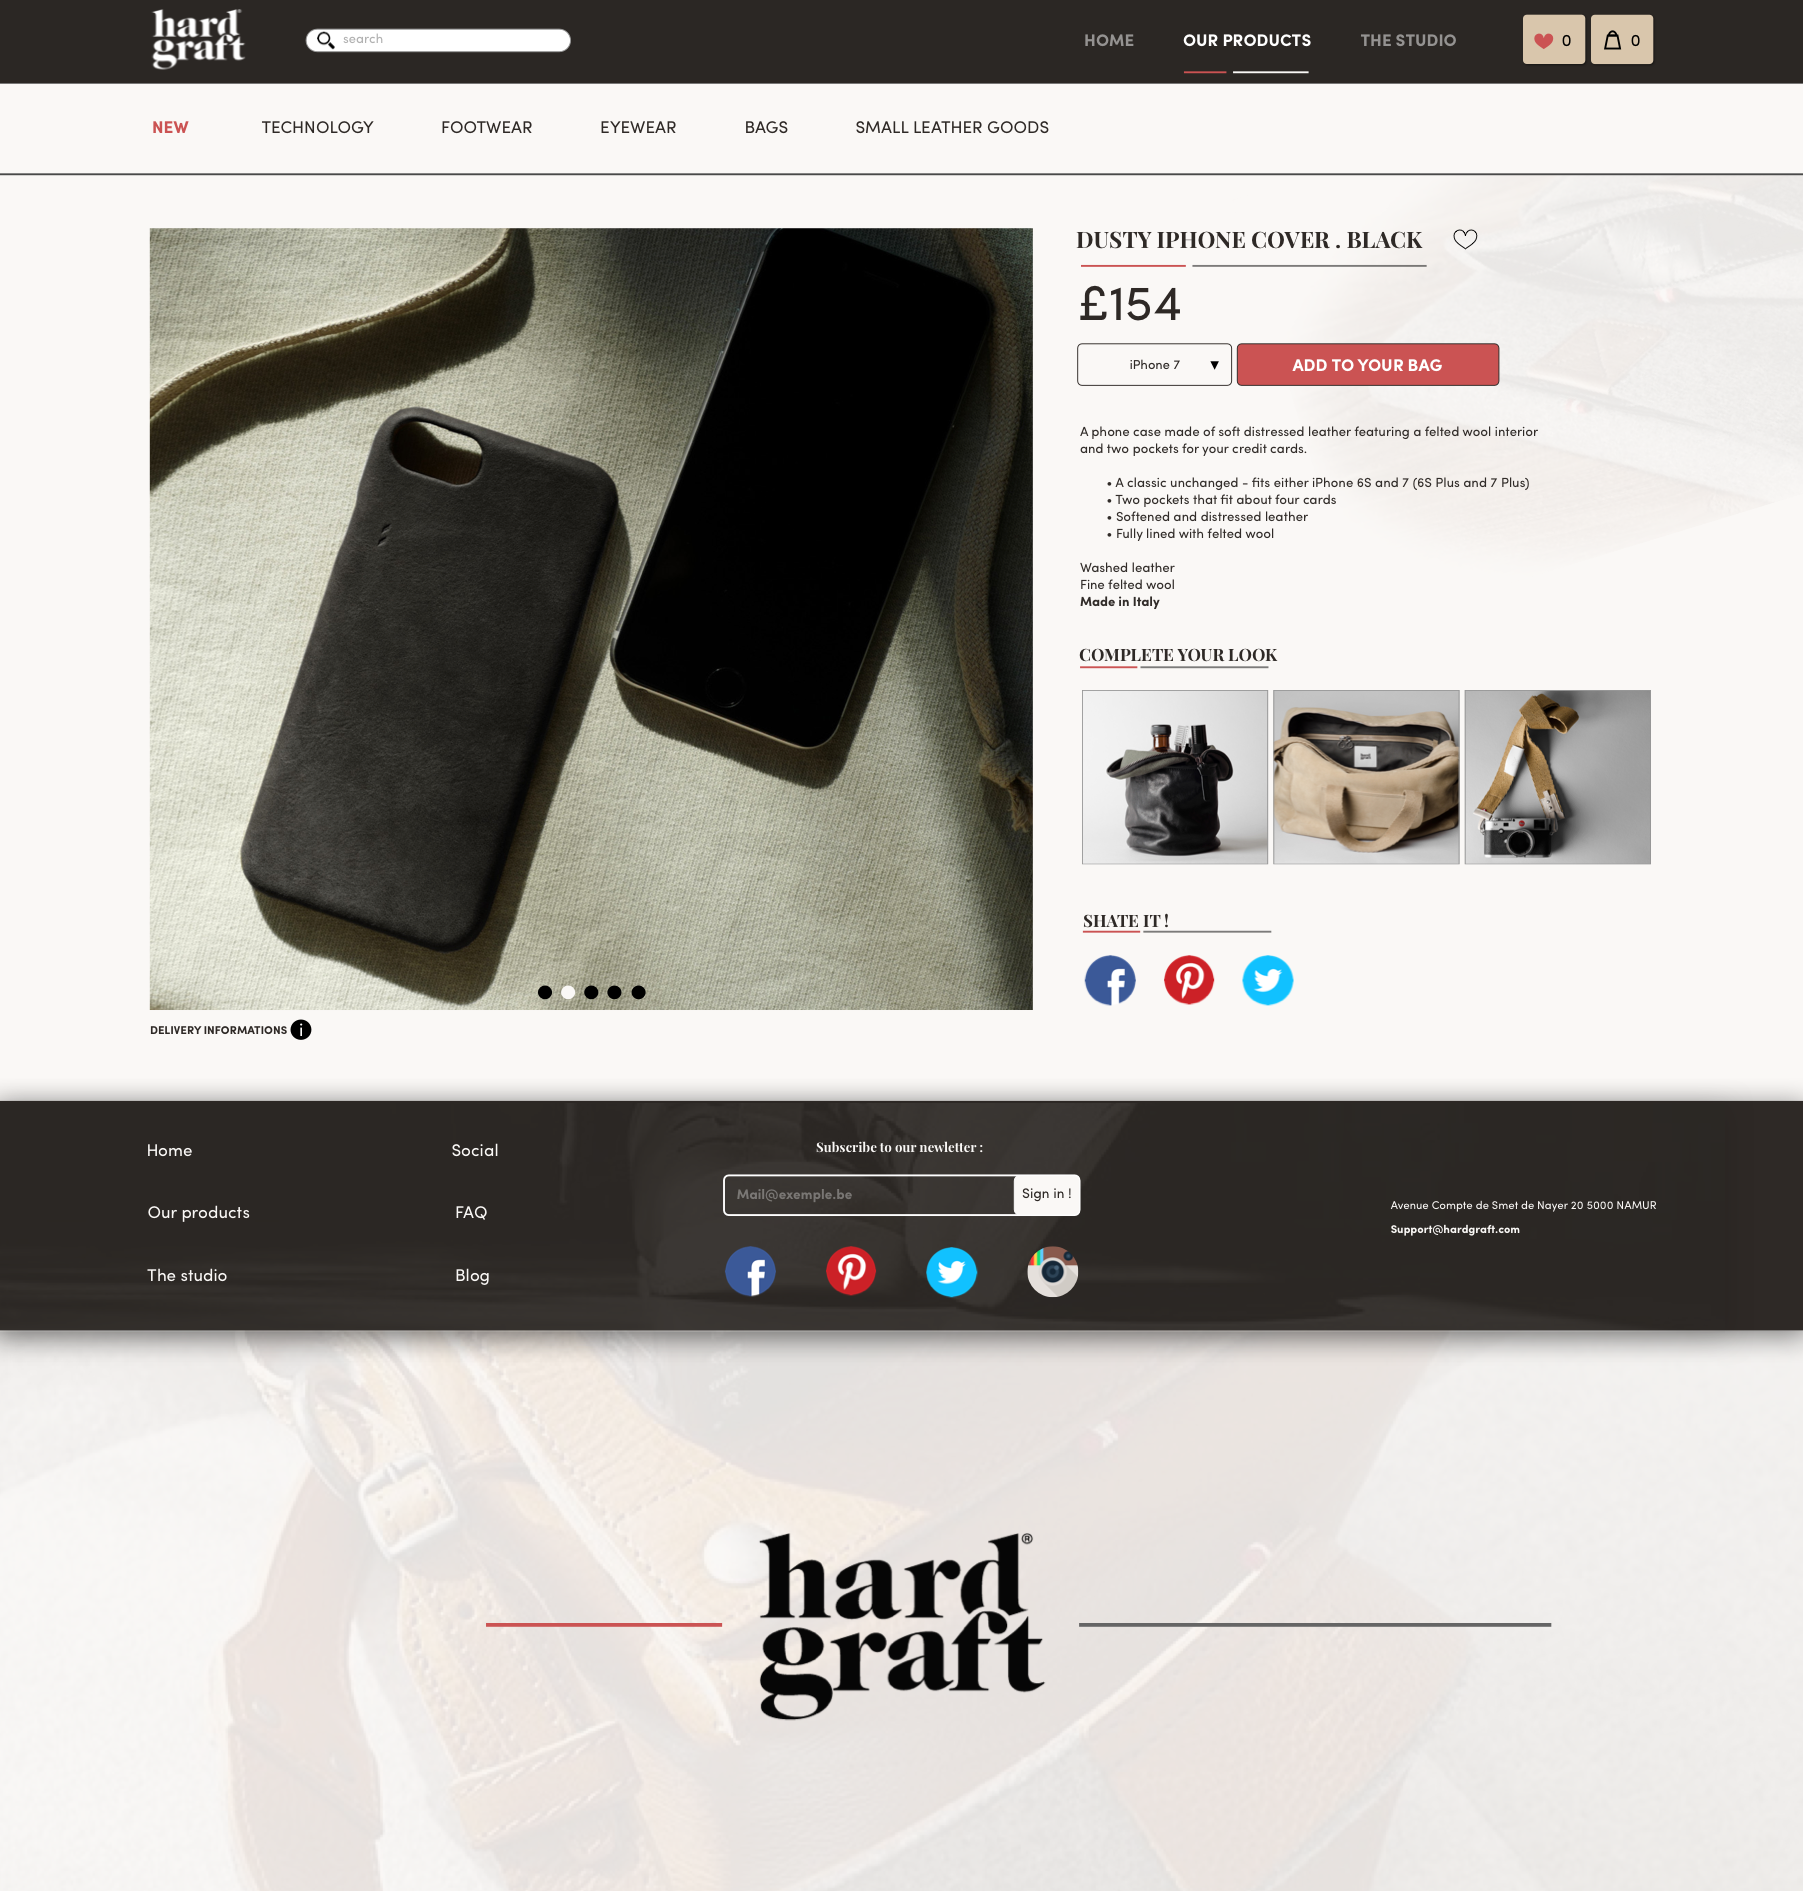 hard
graft
search
HOME
OUR PRODUCTS
THE STUDIO
0
0
NEW
TECHNOLOGY
FOOTWEAR
EYEWEAR
BAGS
SMALL LEATHER GOODS
DUSTY IPHONE COVER . BLACK
£154
iPhone 7 ▼
ADD TO YOUR BAG
A phone case made of soft distressed leather featuring a felted wool interior
and two pockets for your credit cards.
• A classic unchanged - fits either iPhone 6S and 7 (6S Plus and 7 Plus)
• Two pockets that fit about four cards
• Softened and distressed leather
• Fully lined with felted wool
Washed leather
Fine felted wool
Made in Italy
COMPLETE YOUR LOOK
SHATE IT !
DELIVERY INFORMATIONS i
Home
Social
Our products
FAQ
The studio
Blog
Subscribe to our newletter :
Mail@exemple.be
Sign in !
Avenue Compte de Smet de Nayer 20 5000 NAMUR
Support@hardgraft.com
hard®
graft